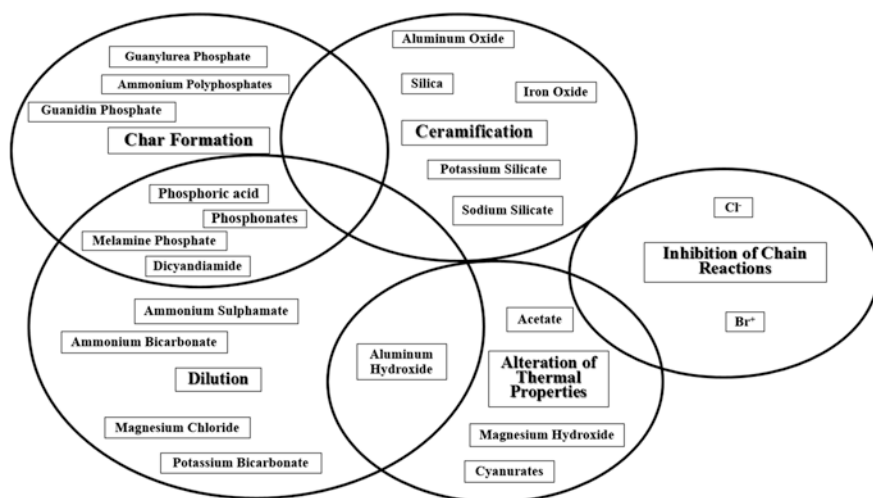 Guanylurea Phosphate
Ammonium Polyphosphates
Guanidin Phosphate
Char Formation
Phosphoric acid
Phosphonates
Melamine Phosphate
Dicyandiamide
Aluminum Oxide
Silica
Iron Oxide
Ceramification
Potassium Silicate
Sodium Silicate
Cl-
Inhibition of Chain
Reactions
Br+
Ammonium Sulphamate
Ammonium Bicarbonate
Dilution
Magnesium Chloride
Potassium Bicarbonate
Aluminum
Hydroxide
Acetate
Alteration of
Thermal
Properties
Magnesium Hydroxide
Cyanurates